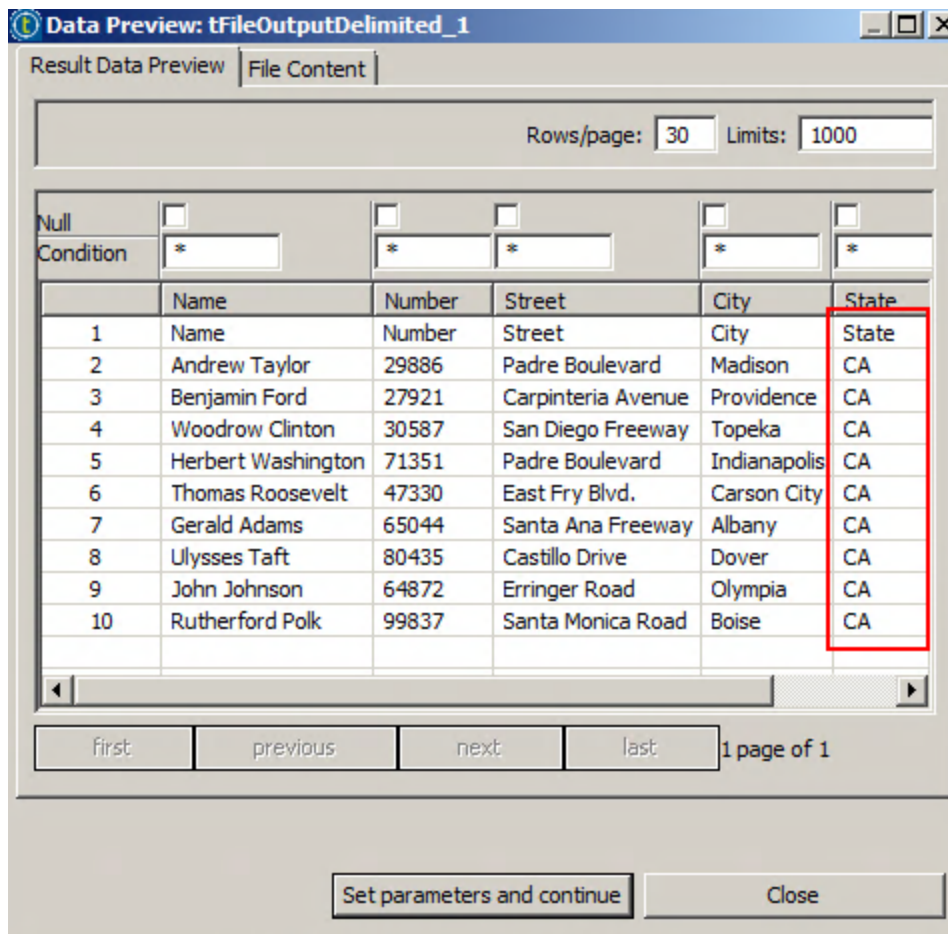 Data Preview: tFileOutputDelimited_1
Result Data Preview File Content
Rows/page: 30 Limits: 1000
Null
Condition * * * * *
Name Number Street City State
1 Name Number Street City State
2 Andrew Taylor 29886 Padre Boulevard Madison CA
3 Benjamin Ford 27921 Carpinteria Avenue Providence CA
4 Woodrow Clinton 30587 San Diego Freeway Topeka CA
5 Herbert Washington 71351 Padre Boulevard Indianapolis CA
6 Thomas Roosevelt 47330 East Fry Blvd. Carson City CA
7 Gerald Adams 65044 Santa Ana Freeway Albany CA
8 Ulysses Taft 80435 Castillo Drive Dover CA
9 John Johnson 64872 Erringer Road Olympia CA
10 Rutherford Polk 99837 Santa Monica Road Boise CA
first previous next last 1 page of 1
Set parameters and continue Close